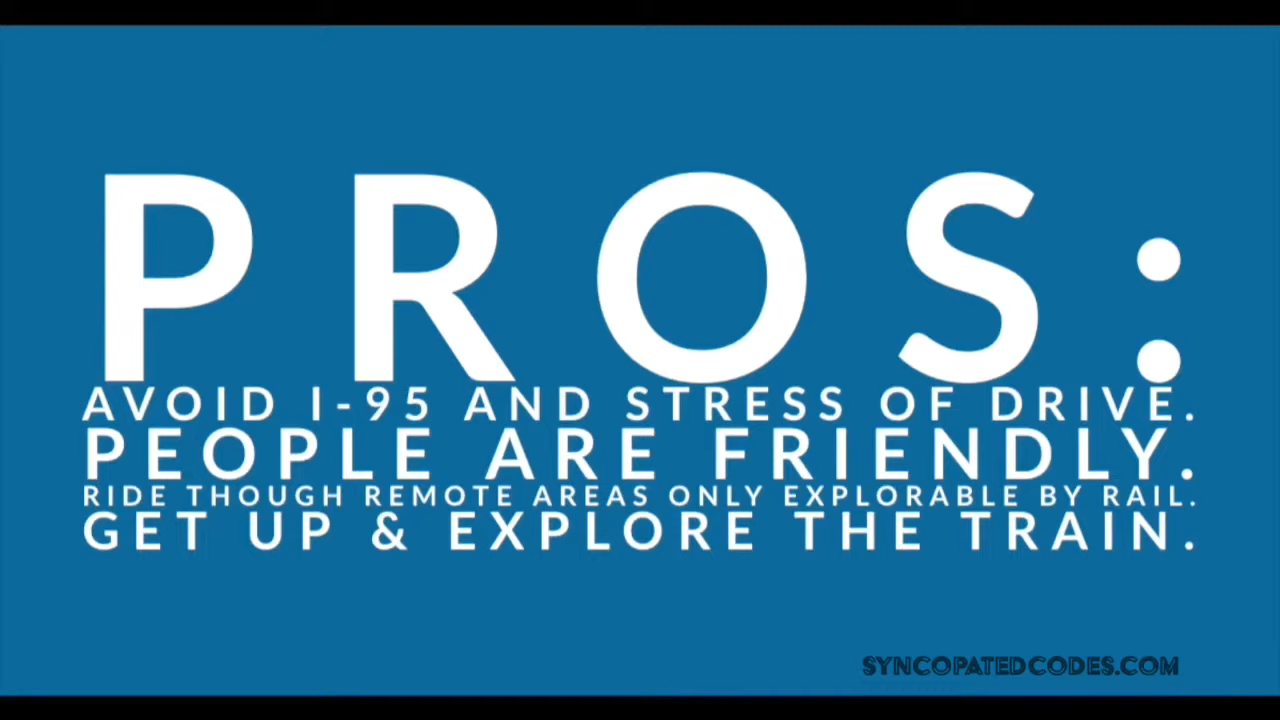 PROS:
AVOID I-95 AND STRESS OF DRIVE.
PEOPLE ARE FRIENDLY.
RIDE THOUGH REMOTE AREAS ONLY EXPLORABLE BY RAIL.
GET UP & EXPLORE THE TRAIN.
SYNCOPATEDCODES.COM